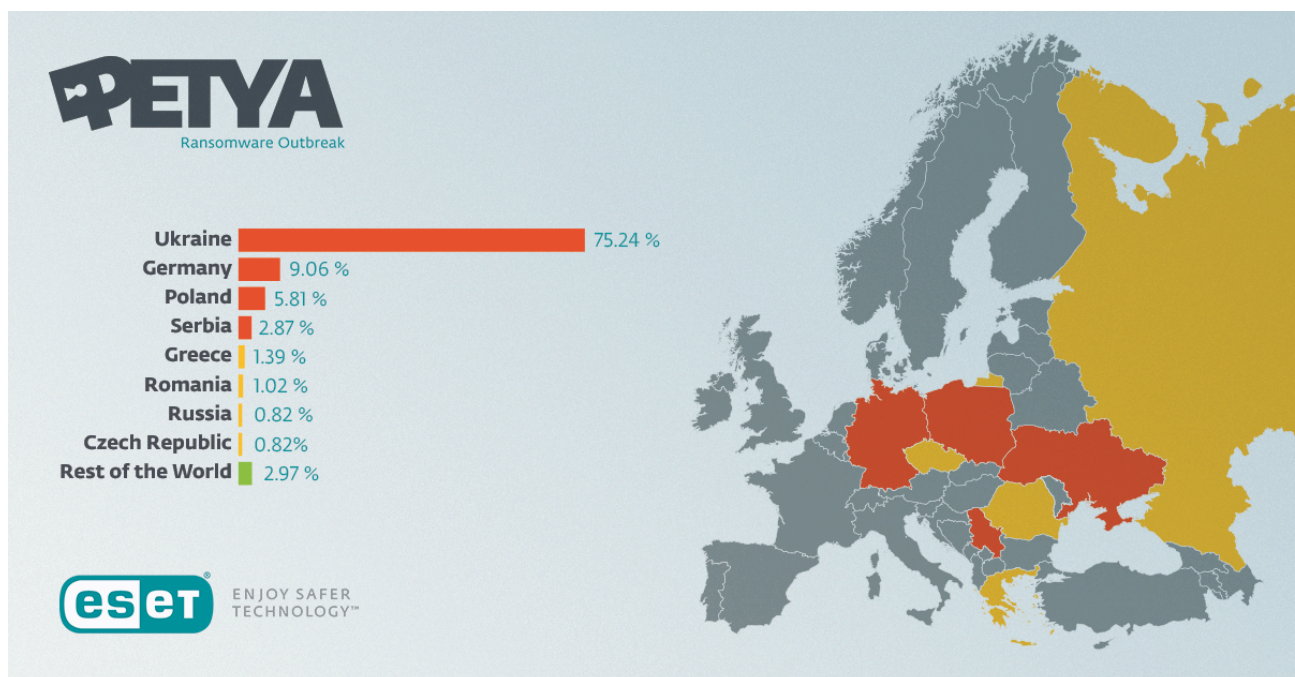 PETYA
Ransomware Outbreak
Ukraine 75.24 %
Germany 9.06 %
Poland 5.81 %
Serbia 2.87 %
Greece 1.39 %
Romania 1.02 %
Russia 0.82 %
Czech Republic 0.82%
Rest of the World 2.97 %
eseT®
ENJOY SAFER
TECHNOLOGY™